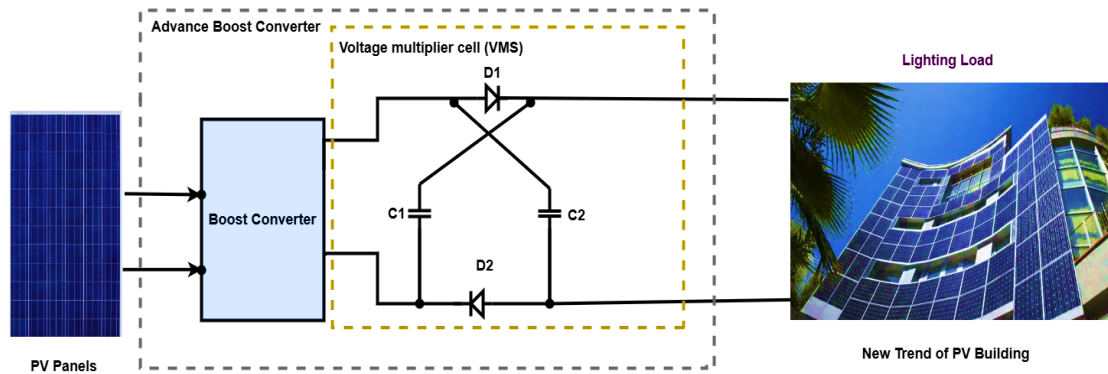 Advance Boost Converter
Voltage multiplier cell (VMS)
D1
Lighting Load
Boost Converter
C1
C2
D2
PV Panels
New Trend of PV Building